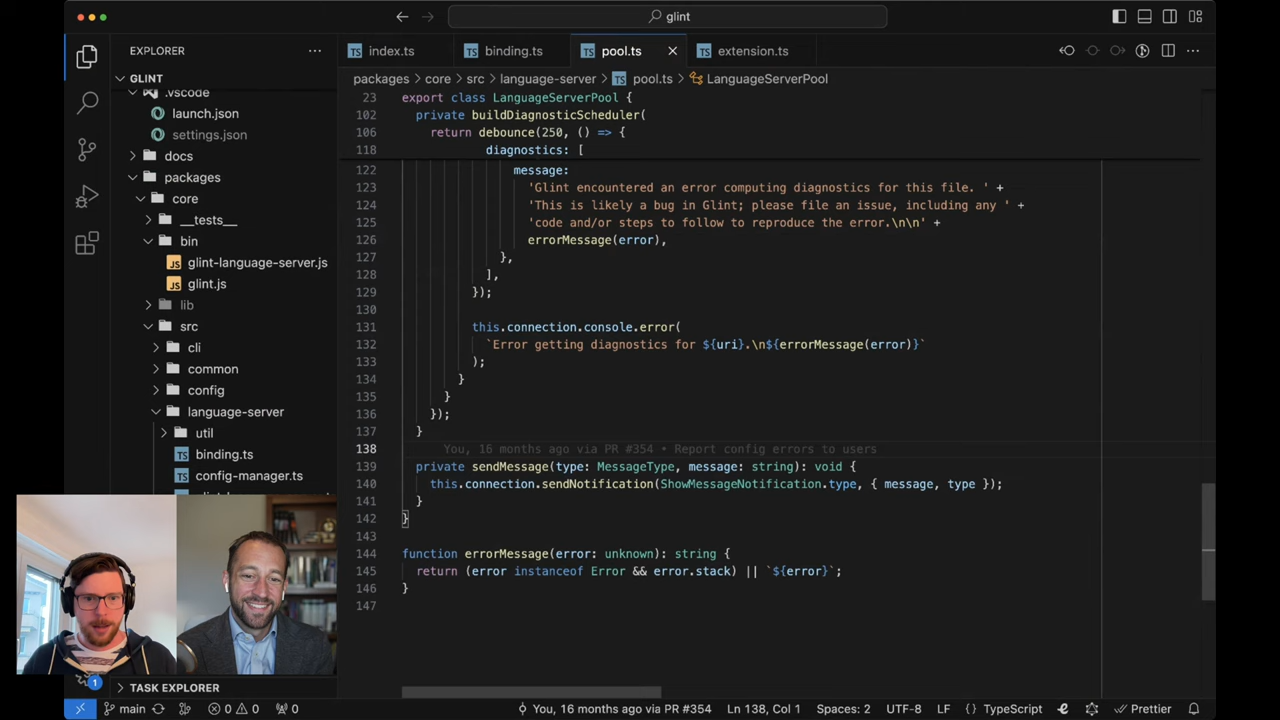 glint
EXPLORER
GLINT
.vscode
launch.json
settings.json
docs
packages
core
__tests__
bin
glint-language-server.js
glint.js
lib
src
cli
common
config
language-server
util
binding.ts
config-manager.ts
TASK EXPLORER
TS index.ts
TS binding.ts
TS pool.ts
TS extension.ts
packages > core > src > language-server > TS pool.ts > LanguageServerPool
23 export class LanguageServerPool {
102 private buildDiagnosticScheduler(
106 return debounce(250, () => {
118 diagnostics: [
122 message:
123 'Glint encountered an error computing diagnostics for this file. ' +
124 'This is likely a bug in Glint; please file an issue, including any ' +
125 'code and/or steps to follow to reproduce the error.\n\n' +
126 errorMessage(error),
127 },
128 ],
129 });
130
131 this.connection.console.error(
132 `Error getting diagnostics for ${uri}.\n${errorMessage(error)}`
133 );
134 }
135 }
136 });
137 }
138 You, 16 months ago via PR #354 • Report config errors to users
139 private sendMessage(type: MessageType, message: string): void {
140 this.connection.sendNotification(ShowMessageNotification.type, { message, type });
141 }
142 }
143
144 function errorMessage(error: unknown): string {
145 return (error instanceof Error && error.stack) || `${error}`;
146 }
147
1
main 0 0 0 You, 16 months ago via PR #354 Ln 138, Col 1 Spaces: 2 UTF-8 LF {} TypeScript Prettier